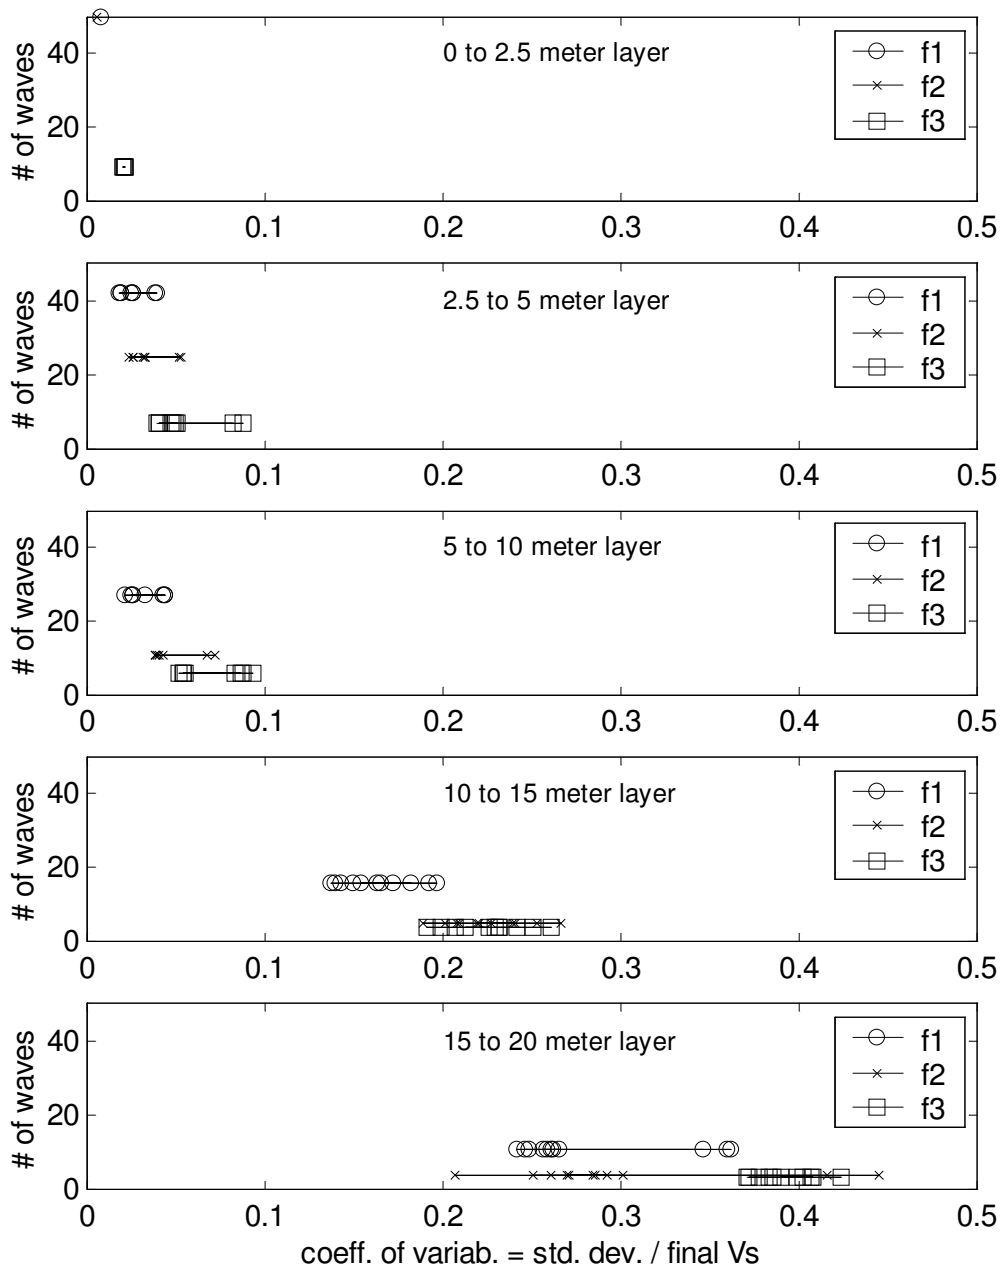 0 to 2.5 meter layer
f1
f2
f3
# of waves
40
20
0
0 0.1 0.2 0.3 0.4 0.5
2.5 to 5 meter layer
f1
f2
f3
# of waves
40
20
0
0 0.1 0.2 0.3 0.4 0.5
5 to 10 meter layer
f1
f2
f3
# of waves
40
20
0
0 0.1 0.2 0.3 0.4 0.5
10 to 15 meter layer
f1
f2
f3
# of waves
40
20
0
0 0.1 0.2 0.3 0.4 0.5
15 to 20 meter layer
f1
f2
f3
# of waves
40
20
0
0 0.1 0.2 0.3 0.4 0.5
coeff. of variab. = std. dev. / final Vs